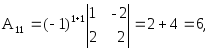 A₁₁ = (-1)¹⁺¹ |1 -2; 2 2| = 2 + 4 = 6,